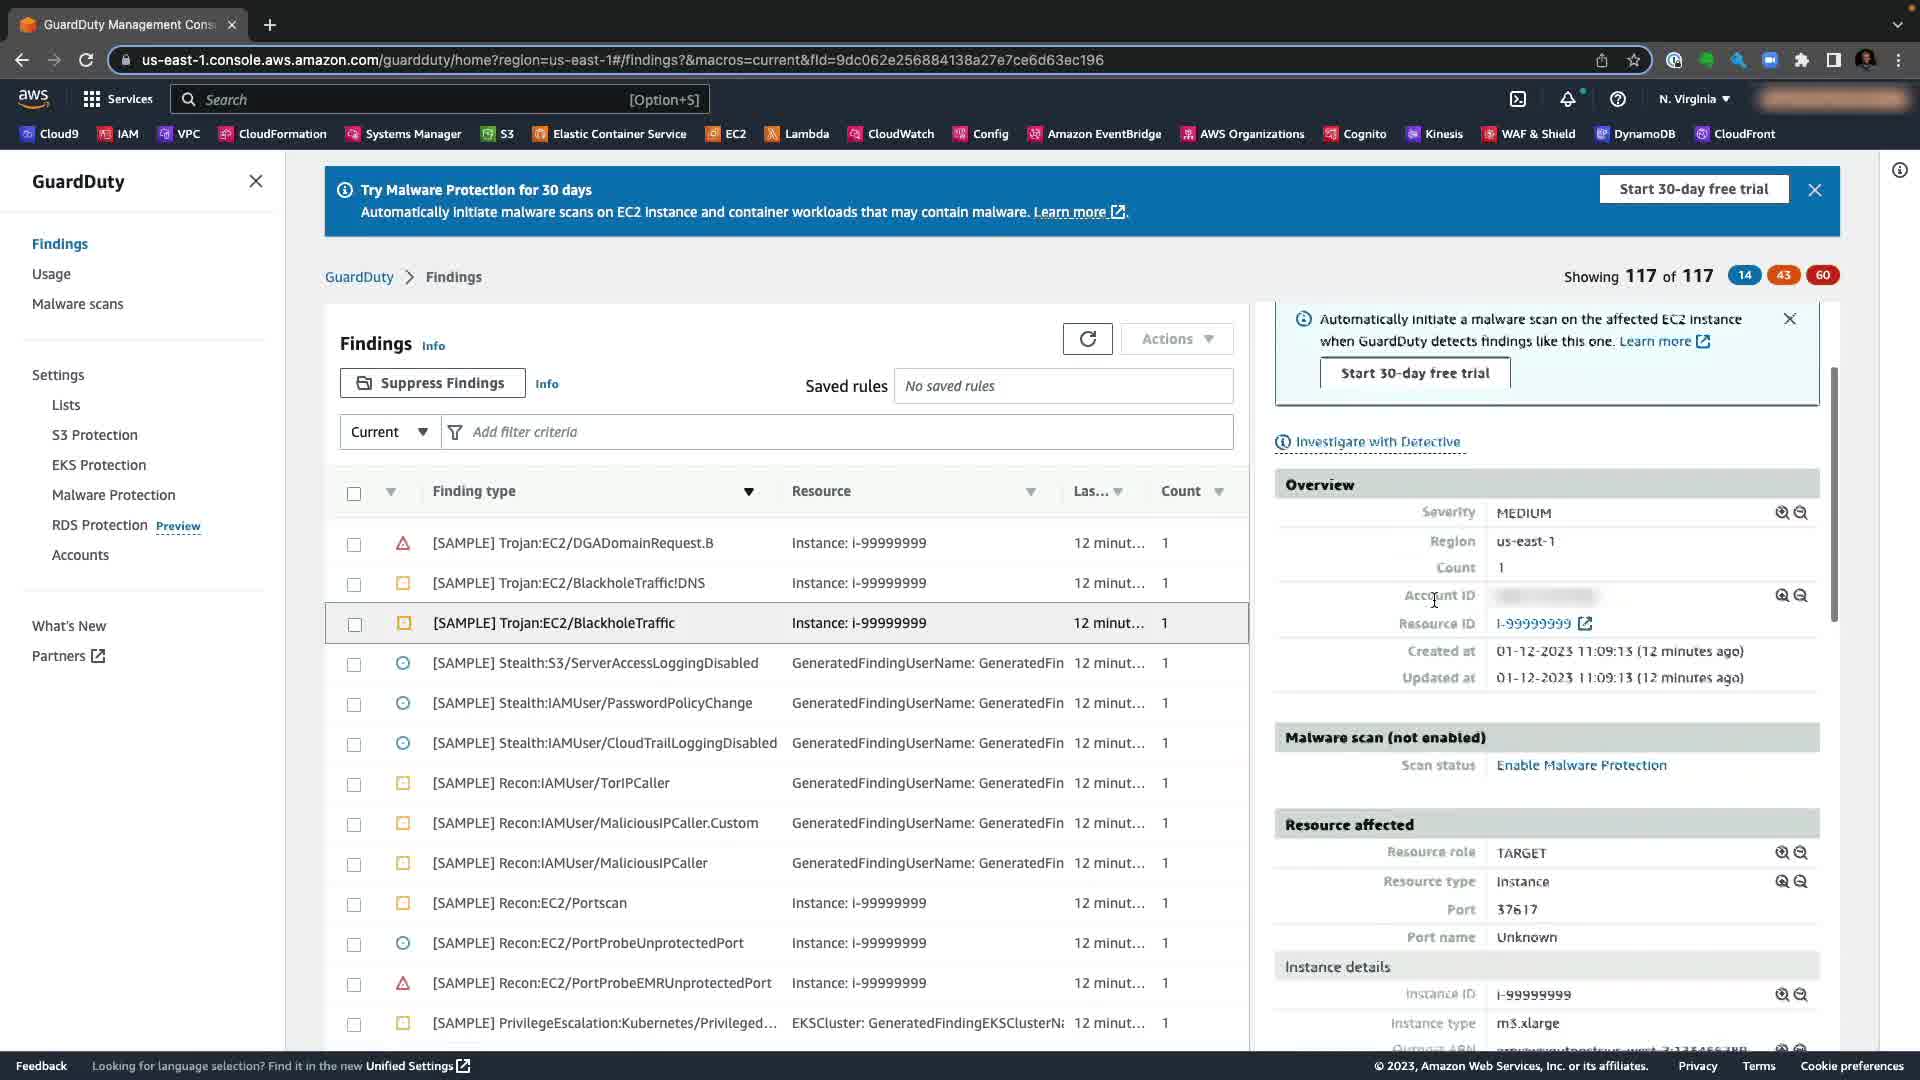 GuardDuty Management Cons
us-east-1.console.aws.amazon.com/guardduty/home?region=us-east-1#/findings?&macros=current&fId=9dc062e256884138a27e7ce6d63ec196
aws
Services
Search
[Option+S]
N. Virginia
Cloud9 IAM VPC CloudFormation Systems Manager S3 Elastic Container Service EC2 Lambda CloudWatch Config Amazon EventBridge AWS Organizations Cognito Kinesis WAF & Shield DynamoDB CloudFront
GuardDuty
Findings
Usage
Malware scans
Settings
Lists
S3 Protection
EKS Protection
Malware Protection
RDS Protection Preview
Accounts
What's New
Partners
Try Malware Protection for 30 days
Automatically initiate malware scans on EC2 instance and container workloads that may contain malware. Learn more.
Start 30-day free trial
GuardDuty > Findings
Showing 117 of 117 14 43 60
Findings Info
Actions
Suppress Findings Info
Saved rules No saved rules
Current Add filter criteria
Finding type Resource Las... Count
[SAMPLE] Trojan:EC2/DGADomainRequest.B Instance: i-99999999 12 minut... 1
[SAMPLE] Trojan:EC2/BlackholeTraffic!DNS Instance: i-99999999 12 minut... 1
[SAMPLE] Trojan:EC2/BlackholeTraffic Instance: i-99999999 12 minut... 1
[SAMPLE] Stealth:S3/ServerAccessLoggingDisabled GeneratedFindingUserName: GeneratedFin 12 minut... 1
[SAMPLE] Stealth:IAMUser/PasswordPolicyChange GeneratedFindingUserName: GeneratedFin 12 minut... 1
[SAMPLE] Stealth:IAMUser/CloudTrailLoggingDisabled GeneratedFindingUserName: GeneratedFin 12 minut... 1
[SAMPLE] Recon:IAMUser/TorIPCaller GeneratedFindingUserName: GeneratedFin 12 minut... 1
[SAMPLE] Recon:IAMUser/MaliciousIPCaller.Custom GeneratedFindingUserName: GeneratedFin 12 minut... 1
[SAMPLE] Recon:IAMUser/MaliciousIPCaller GeneratedFindingUserName: GeneratedFin 12 minut... 1
[SAMPLE] Recon:EC2/Portscan Instance: i-99999999 12 minut... 1
[SAMPLE] Recon:EC2/PortProbeUnprotectedPort Instance: i-99999999 12 minut... 1
[SAMPLE] Recon:EC2/PortProbeEMRUnprotectedPort Instance: i-99999999 12 minut... 1
[SAMPLE] PrivilegeEscalation:Kubernetes/Privileged... EKSCluster: GeneratedFindingEKSClusterNa 12 minut... 1
Automatically initiate a malware scan on the affected EC2 instance
when GuardDuty detects findings like this one. Learn more
Start 30-day free trial
Investigate with Detective
Overview
Severity MEDIUM
Region us-east-1
Count 1
Account ID
Resource ID i-99999999
Created at 01-12-2023 11:09:13 (12 minutes ago)
Updated at 01-12-2023 11:09:13 (12 minutes ago)
Malware scan (not enabled)
Scan status Enable Malware Protection
Resource affected
Resource role TARGET
Resource type Instance
Port 37617
Port name Unknown
Instance details
Instance ID i-99999999
Instance type m3.xlarge
Feedback Looking for language selection? Find it in the new Unified Settings
© 2023, Amazon Web Services, Inc. or its affiliates. Privacy Terms Cookie preferences